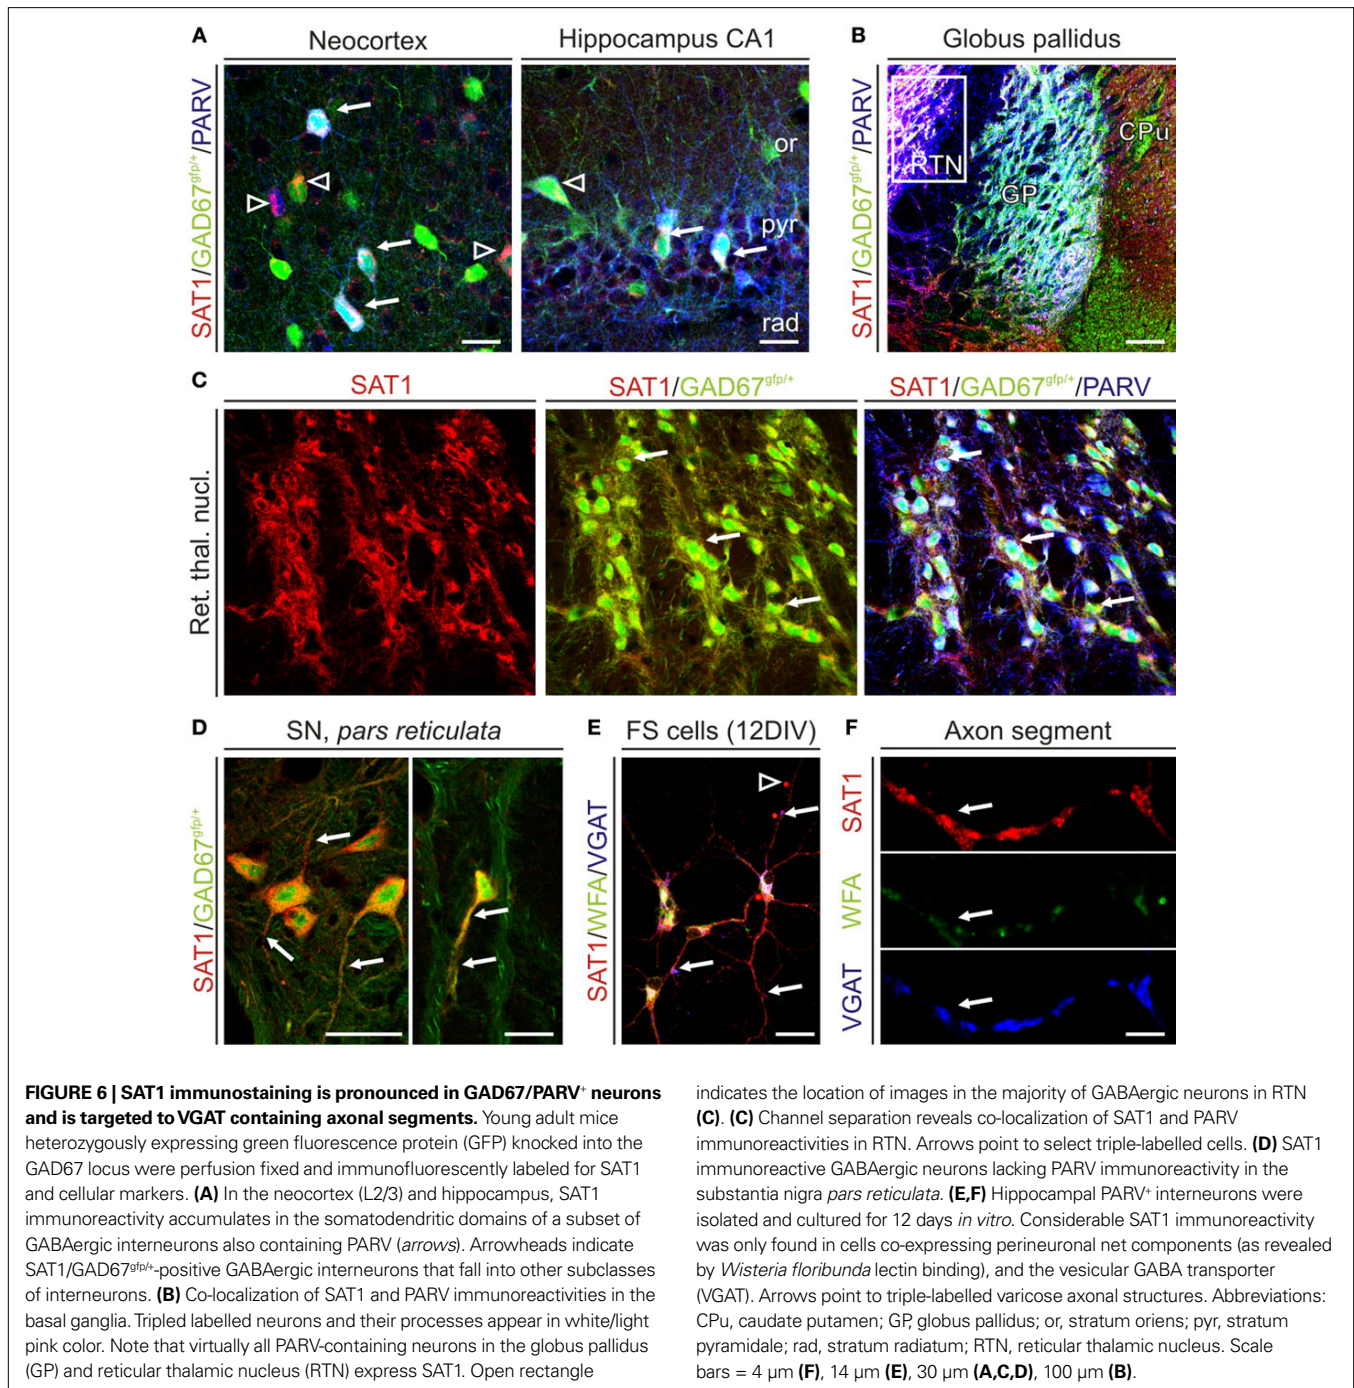 A
Neocortex
Hippocampus CA1
B
Globus pallidus
SAT1/GAD67gfp/+/PARV
or
pyr
rad
SAT1/GAD67gfp/+/PARV
RTN
GP
CPu
C
SAT1
SAT1/GAD67gfp/+
SAT1/GAD67gfp/+/PARV
Ret. thal. nucl.
D
SN, pars reticulata
E
FS cells (12DIV)
F
Axon segment
SAT1/GAD67gfp/+
SAT1/WFA/VGAT
SAT1
WFA
VGAT
FIGURE 6 | SAT1 immunostaining is pronounced in GAD67/PARV+ neurons
and is targeted to VGAT containing axonal segments. Young adult mice
heterozygously expressing green fluorescence protein (GFP) knocked into the
GAD67 locus were perfusion fixed and immunofluorescently labeled for SAT1
and cellular markers. (A) In the neocortex (L2/3) and hippocampus, SAT1
immunoreactivity accumulates in the somatodendritic domains of a subset of
GABAergic interneurons also containing PARV (arrows). Arrowheads indicate
SAT1/GAD67gfp/+-positive GABAergic interneurons that fall into other subclasses
of interneurons. (B) Co-localization of SAT1 and PARV immunoreactivities in the
basal ganglia. Tripled labelled neurons and their processes appear in white/light
pink color. Note that virtually all PARV-containing neurons in the globus pallidus
(GP) and reticular thalamic nucleus (RTN) express SAT1. Open rectangle
indicates the location of images in the majority of GABAergic neurons in RTN
(C). (C) Channel separation reveals co-localization of SAT1 and PARV
immunoreactivities in RTN. Arrows point to select triple-labelled cells. (D) SAT1
immunoreactive GABAergic neurons lacking PARV immunoreactivity in the
substantia nigra pars reticulata. (E,F) Hippocampal PARV+ interneurons were
isolated and cultured for 12 days in vitro. Considerable SAT1 immunoreactivity
was only found in cells co-expressing perineuronal net components (as revealed
by Wisteria floribunda lectin binding), and the vesicular GABA transporter
(VGAT). Arrows point to triple-labelled varicose axonal structures. Abbreviations:
CPu, caudate putamen; GP, globus pallidus; or, stratum oriens; pyr, stratum
pyramidale; rad, stratum radiatum; RTN, reticular thalamic nucleus. Scale
bars = 4 µm (F), 14 µm (E), 30 µm (A,C,D), 100 µm (B).